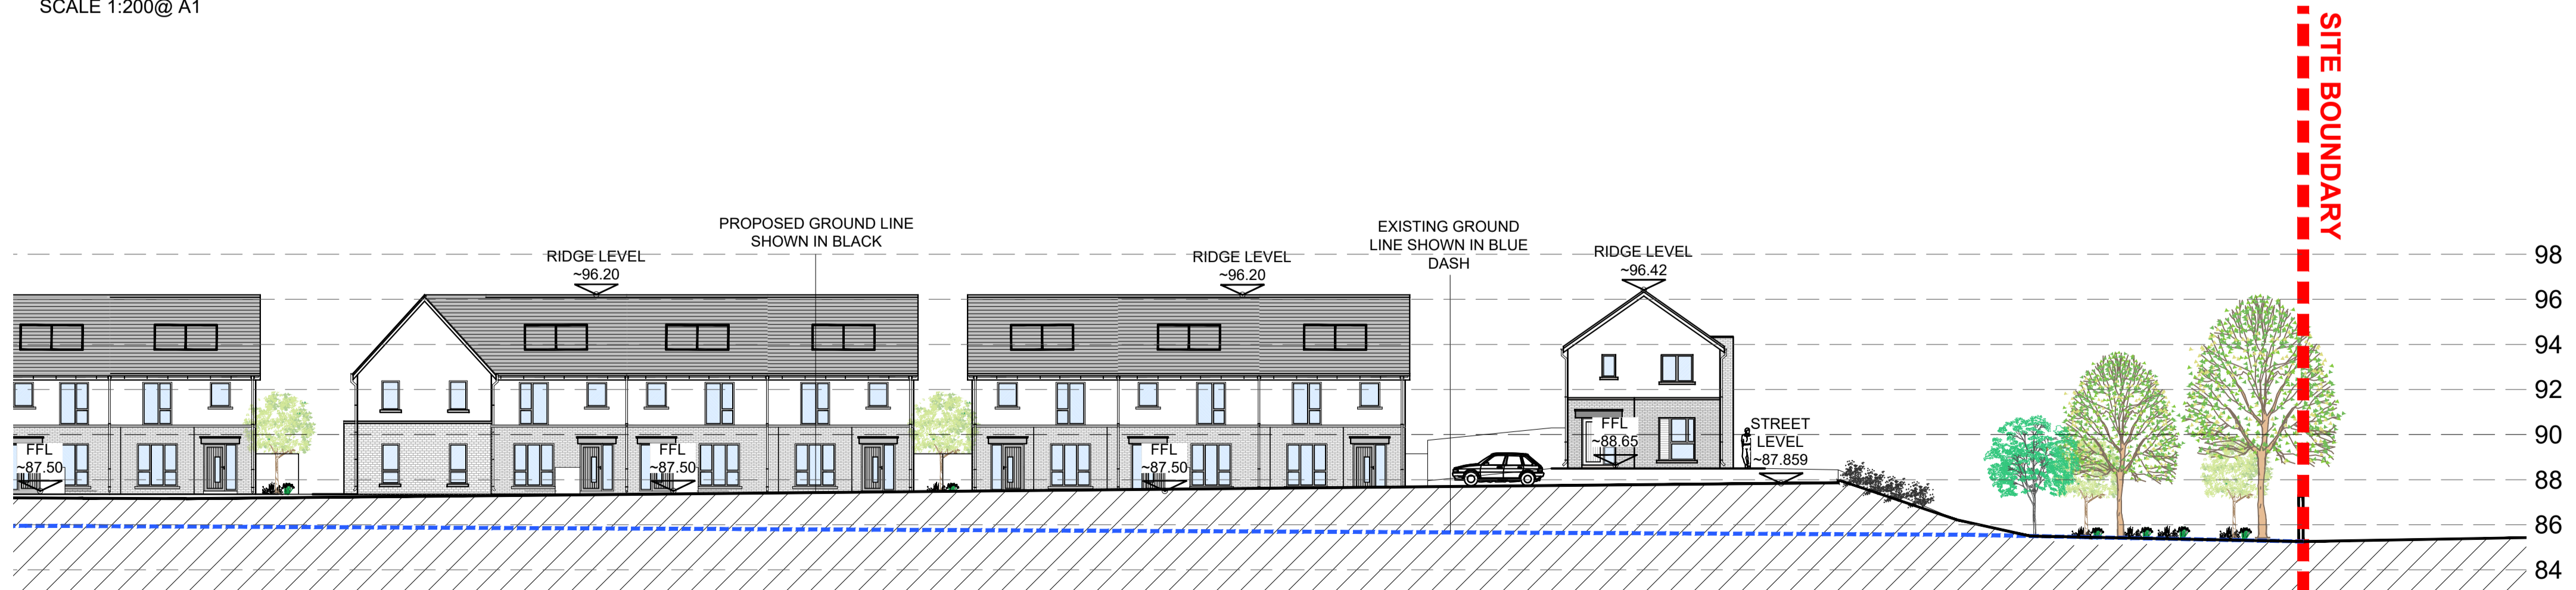 SCALE 1:200@ A1
SITE BOUNDARY
PROPOSED GROUND LINE
SHOWN IN BLACK
EXISTING GROUND
LINE SHOWN IN BLUE
DASH
RIDGE LEVEL
~96.20
RIDGE LEVEL
~96.20
RIDGE LEVEL
~96.42
98
96
94
92
90
88
86
84
FFL
~87.50
FFL
~87.50
FFL
~87.50
FFL
~88.65
STREET
LEVEL
~87.859